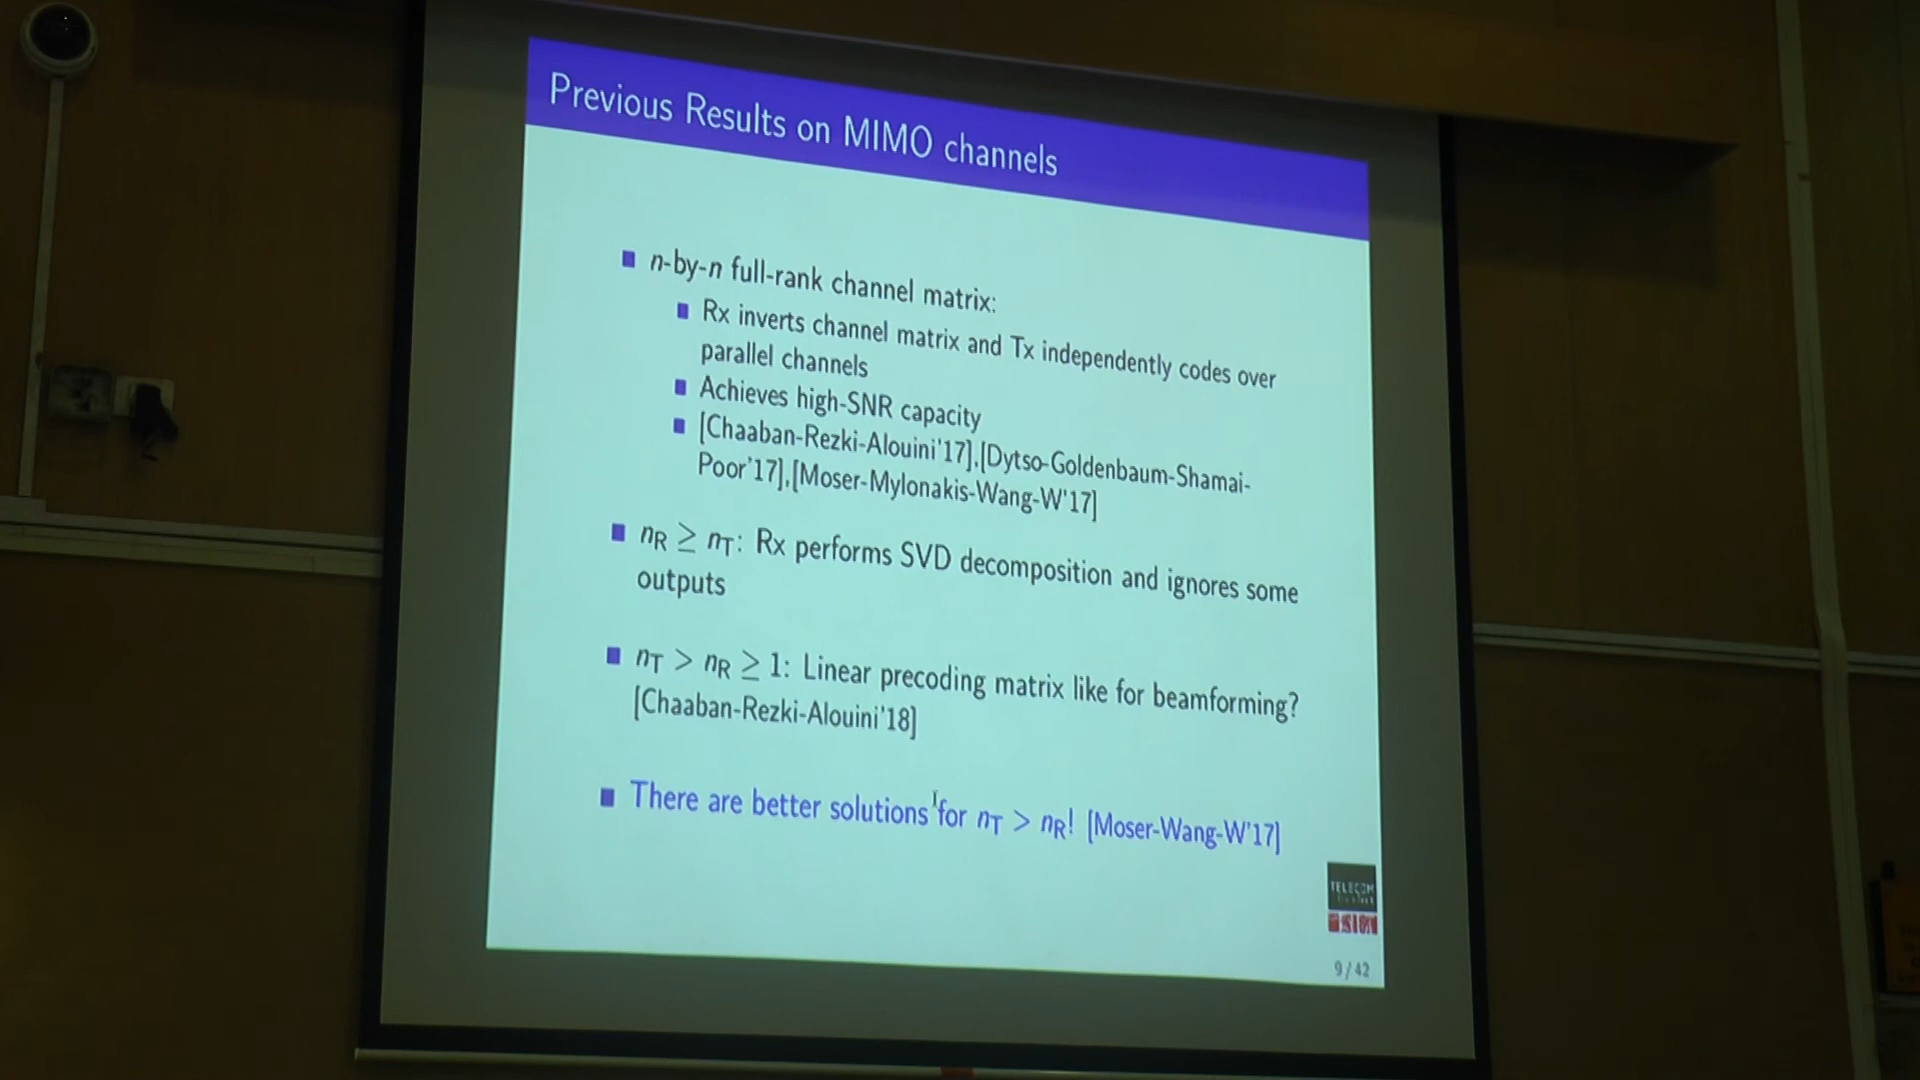 Previous Results on MIMO channels
n-by-n full-rank channel matrix:
Rx inverts channel matrix and Tx independently codes over
parallel channels
Achieves high-SNR capacity
[Chaaban-Rezki-Alouini'17],[Dytso-Goldenbaum-Shamai-
Poor'17],[Moser-Mylonakis-Wang-W'17]
nR ≥ nT: Rx performs SVD decomposition and ignores some
outputs
nT > nR ≥ 1: Linear precoding matrix like for beamforming?
[Chaaban-Rezki-Alouini'18]
There are better solutions for nT > nR! [Moser-Wang-W'17]
TELECOM
9/42